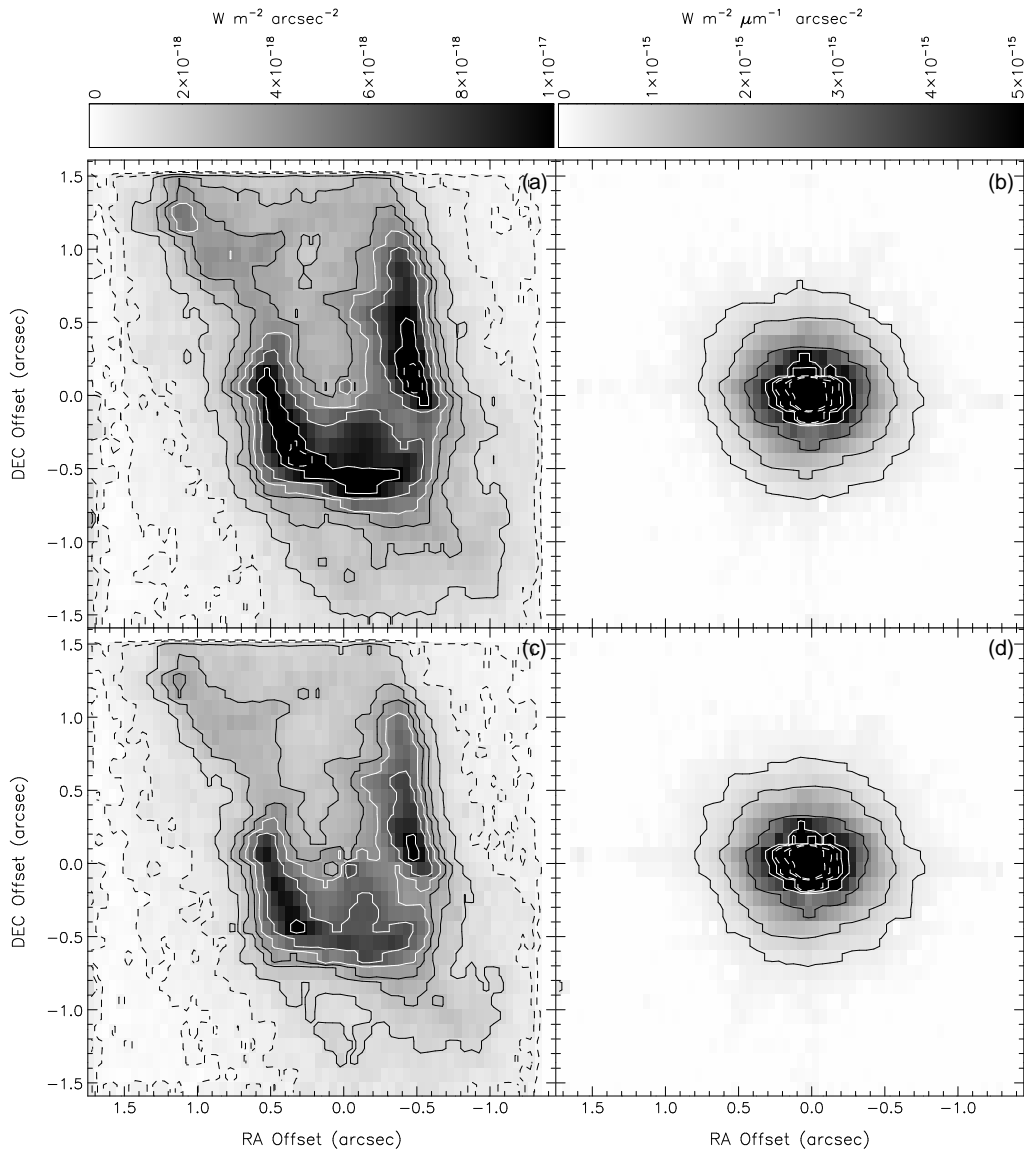 W m−2 arcsec−2
W m−2 μm−1 arcsec−2
0
2×10−18
4×10−18
6×10−18
8×10−18
1×10−17
0
1×10−15
2×10−15
3×10−15
4×10−15
5×10−15
(a)
(b)
1.5
1.0
0.5
0.0
−0.5
−1.0
−1.5
DEC Offset (arcsec)
(c)
(d)
1.5
1.0
0.5
0.0
−0.5
−1.0
−1.5
DEC Offset (arcsec)
1.5 1.0 0.5 0.0 −0.5 −1.0
1.5 1.0 0.5 0.0 −0.5 −1.0
RA Offset (arcsec)
RA Offset (arcsec)